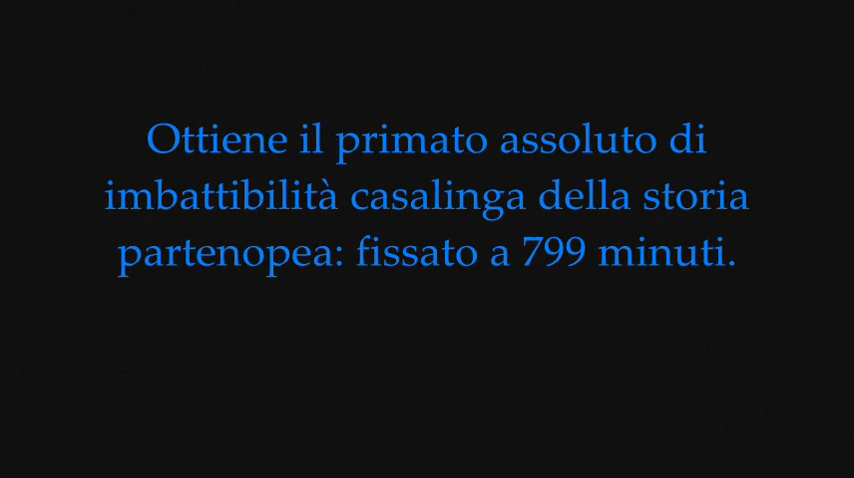 Ottiene il primato assoluto di
imbattibilità casalinga della storia
partenopea: fissato a 799 minuti.